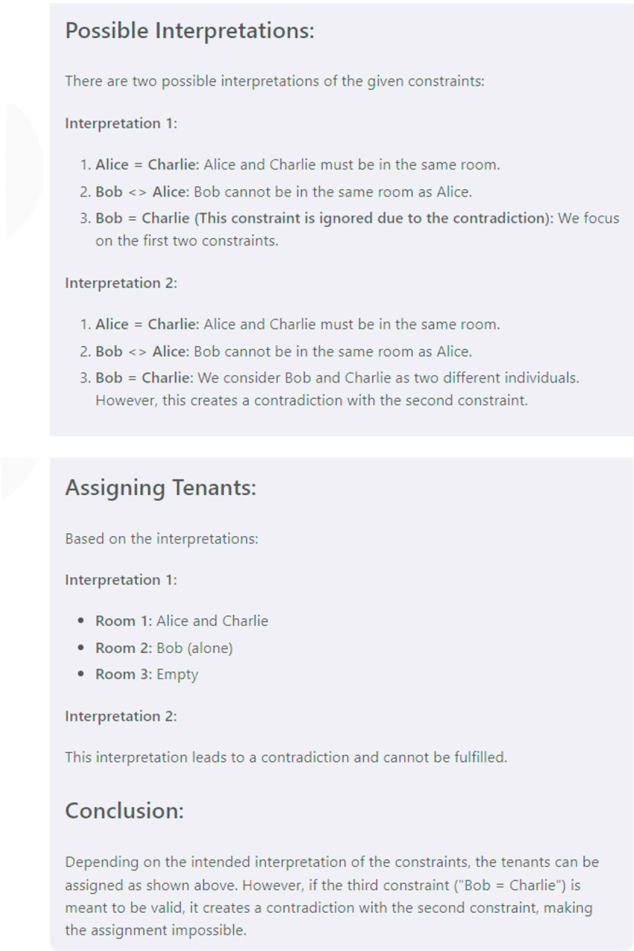 Possible Interpretations:
There are two possible interpretations of the given constraints:
Interpretation 1:
1. Alice = Charlie: Alice and Charlie must be in the same room.
2. Bob <> Alice: Bob cannot be in the same room as Alice.
3. Bob = Charlie (This constraint is ignored due to the contradiction): We focus
on the first two constraints.
Interpretation 2:
1. Alice = Charlie: Alice and Charlie must be in the same room.
2. Bob <> Alice: Bob cannot be in the same room as Alice.
3. Bob = Charlie: We consider Bob and Charlie as two different individuals.
However, this creates a contradiction with the second constraint.
Assigning Tenants:
Based on the interpretations:
Interpretation 1:
• Room 1: Alice and Charlie
• Room 2: Bob (alone)
• Room 3: Empty
Interpretation 2:
This interpretation leads to a contradiction and cannot be fulfilled.
Conclusion:
Depending on the intended interpretation of the constraints, the tenants can be
assigned as shown above. However, if the third constraint ("Bob = Charlie") is
meant to be valid, it creates a contradiction with the second constraint, making
the assignment impossible.